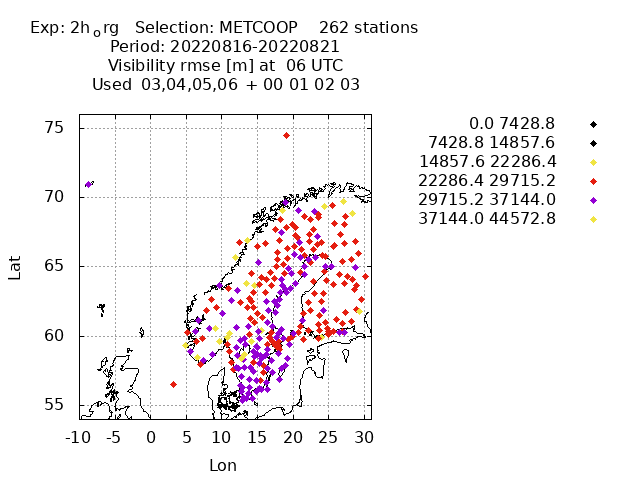 Exp: 2h_org Selection: METCOOP 262 stations
Period: 20220816-20220821
Visibility rmse [m] at 06 UTC
Used 03,04,05,06 + 00 01 02 03
0.0 7428.8
7428.8 14857.6
14857.6 22286.4
22286.4 29715.2
29715.2 37144.0
37144.0 44572.8
75
70
65
60
55
Lat
-10 -5 0 5 10 15 20 25 30
Lon